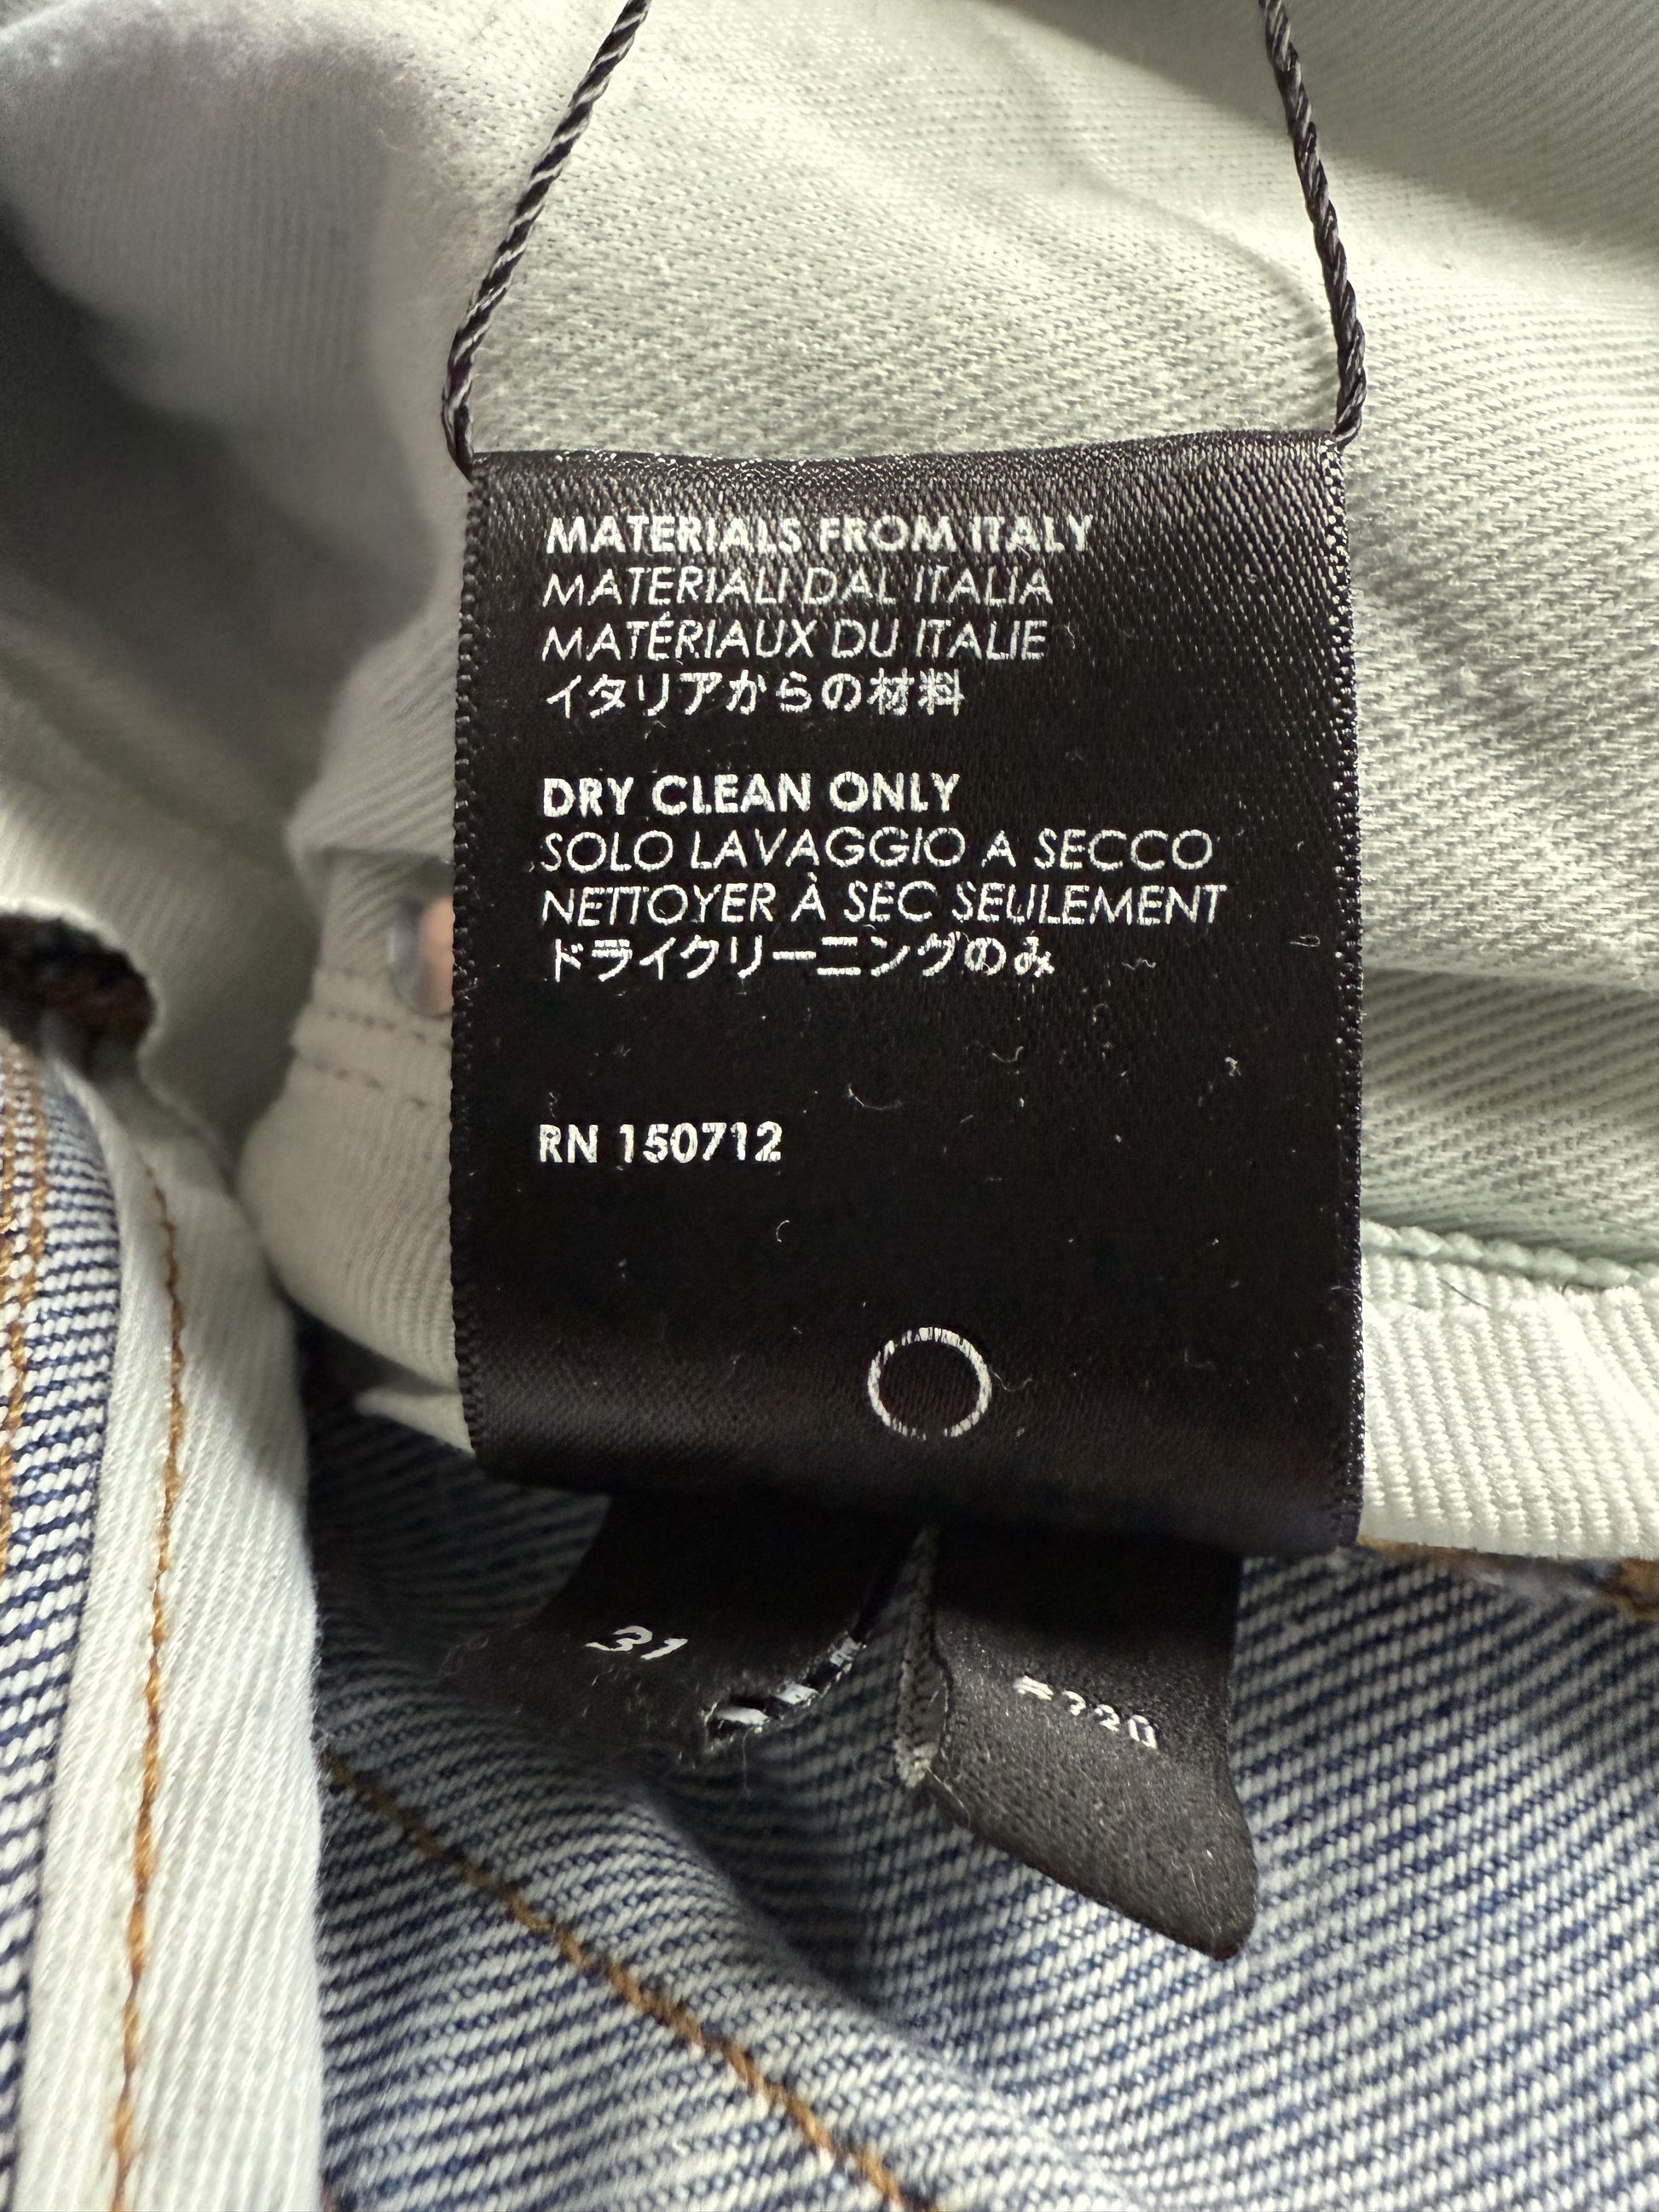 MATERIALS FROM ITALY
MATERIALI DAL ITALIA
MATÉRIAUX DU ITALIE
イタリアからの材料
DRY CLEAN ONLY
SOLO LAVAGGIO A SECCO
NETTOYER À SEC SEULEMENT
ドライクリーニングのみ
RN 150712
31